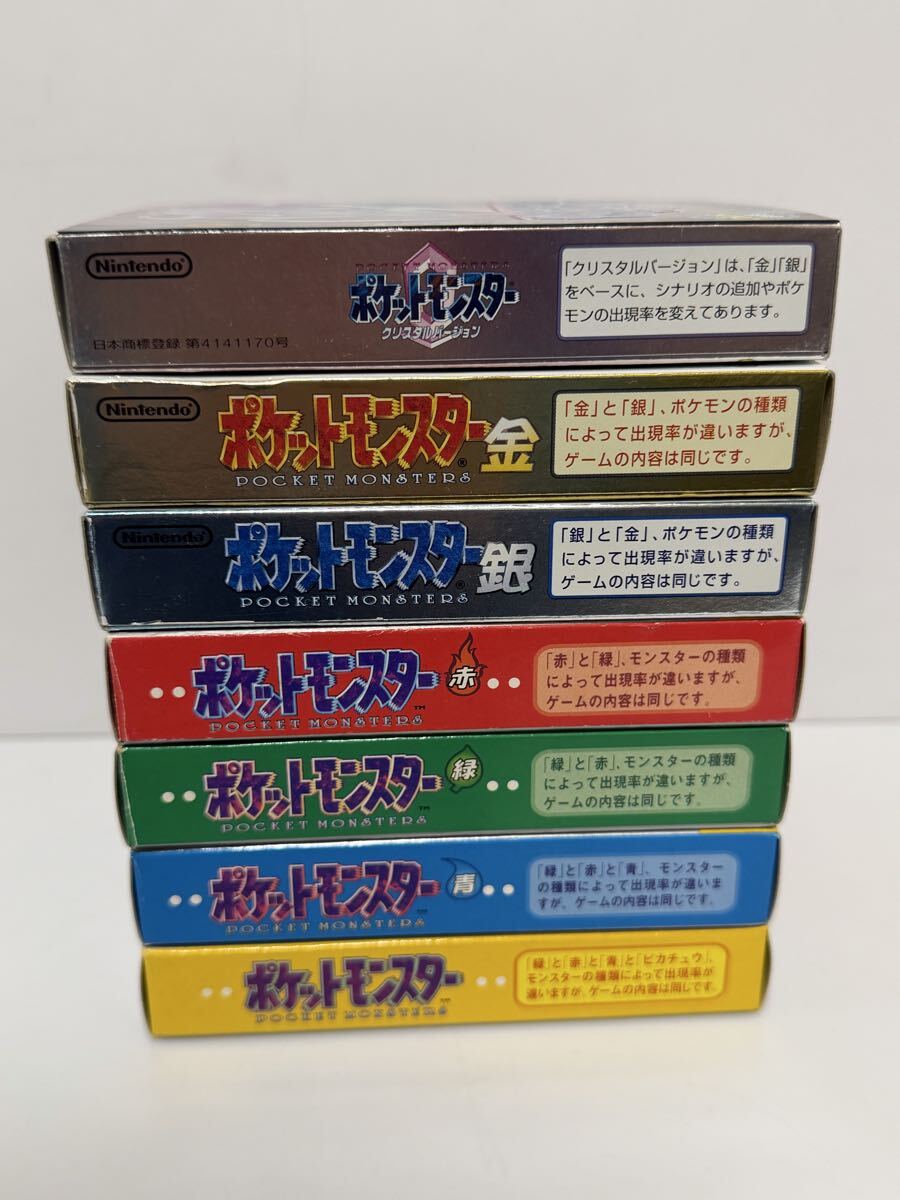 Nintendo
POCKET MONSTERS
ポケットモンスター
クリスタルバージョン
日本商標登録 第4141170号
「クリスタルバージョン」は、「金」「銀」
をベースに、シナリオの追加やポケ
モンの出現率を変えてあります。
Nintendo
ポケットモンスター金
POCKET MONSTERS
「金」と「銀」、ポケモンの種類
によって出現率が違いますが、
ゲームの内容は同じです。
Nintendo
ポケットモンスター銀
POCKET MONSTERS
「銀」と「金」、ポケモンの種類
によって出現率が違いますが、
ゲームの内容は同じです。
ポケットモンスター 赤
POCKET MONSTERS
「赤」と「緑」、モンスターの種類
によって出現率が違いますが、
ゲームの内容は同じです。
ポケットモンスター 緑
POCKET MONSTERS
「緑」と「赤」、モンスターの種類
によって出現率が違いますが、
ゲームの内容は同じです。
ポケットモンスター 青
POCKET MONSTERS
「緑」と「赤」と「青」、モンスター
の種類によって出現率が違いま
すが、ゲームの内容は同じです。
ポケットモンスター
POCKET MONSTERS
「緑」と「赤」と「青」と「ピカチュウ」、
モンスターの種類によって出現率が
違いますが、ゲームの内容は同じです。